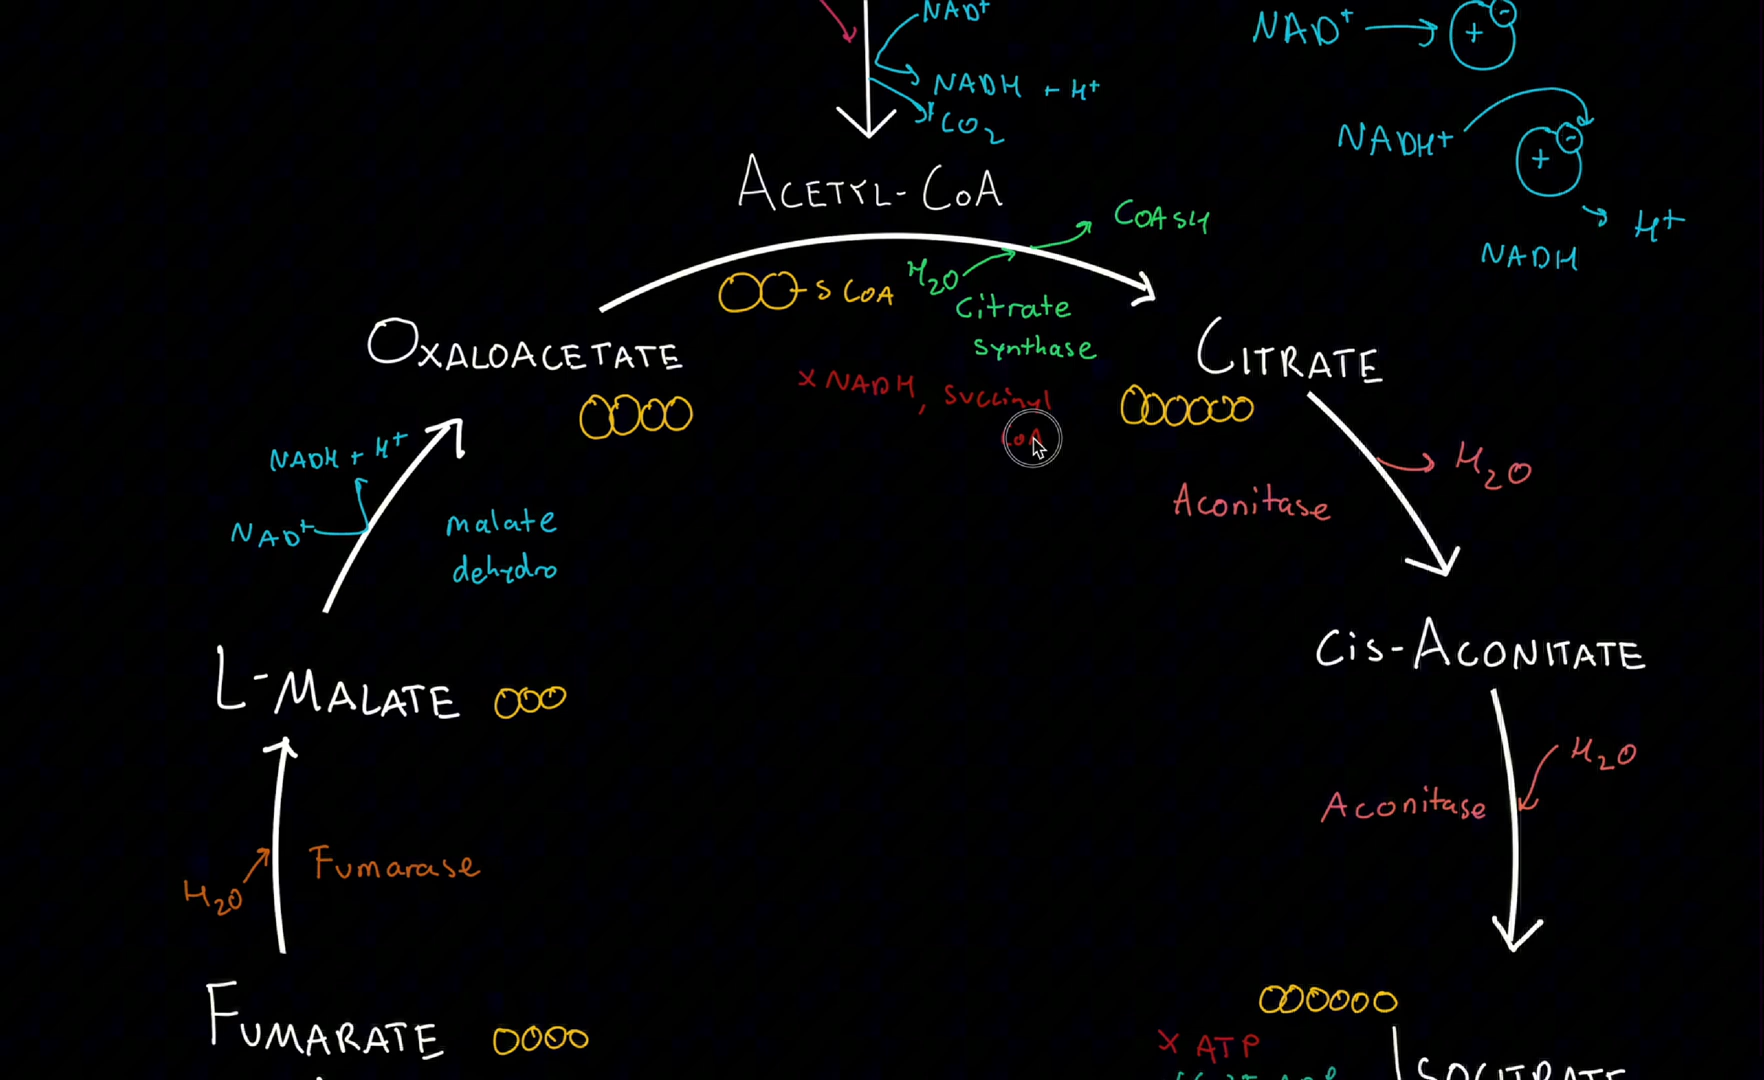 NAD+
NADH + H+
CO2
NAD+ + -
NADH+ + -
H+
NADH
ACETYL-COA
COASH
H2O
S COA
Citrate
synthase
OXALOACETATE
CITRATE
X NADH, Succinyl
CoA
NADH + H+
NAD+
malate
dehydro
H2O
Aconitase
Cis-ACONITATE
L-MALATE
H2O
Aconitase
Fumarase
H2O
FUMARATE
X ATP
ISOCITRATE